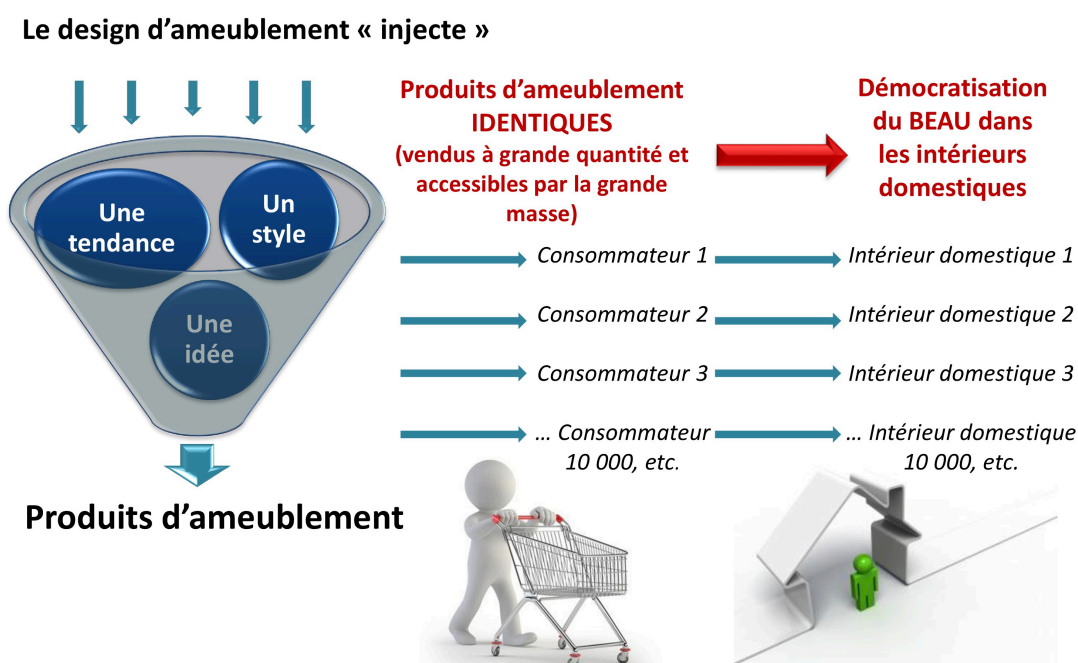 Le design d’ameublement « injecte »
Une
tendance
Un
style
Une
idée
Produits d’ameublement
Produits d’ameublement
IDENTIQUES
(vendus à grande quantité et
accessibles par la grande
masse)
Démocratisation
du BEAU dans
les intérieurs
domestiques
Consommateur 1
Intérieur domestique 1
Consommateur 2
Intérieur domestique 2
Consommateur 3
Intérieur domestique 3
... Consommateur
10 000, etc.
... Intérieur domestique
10 000, etc.